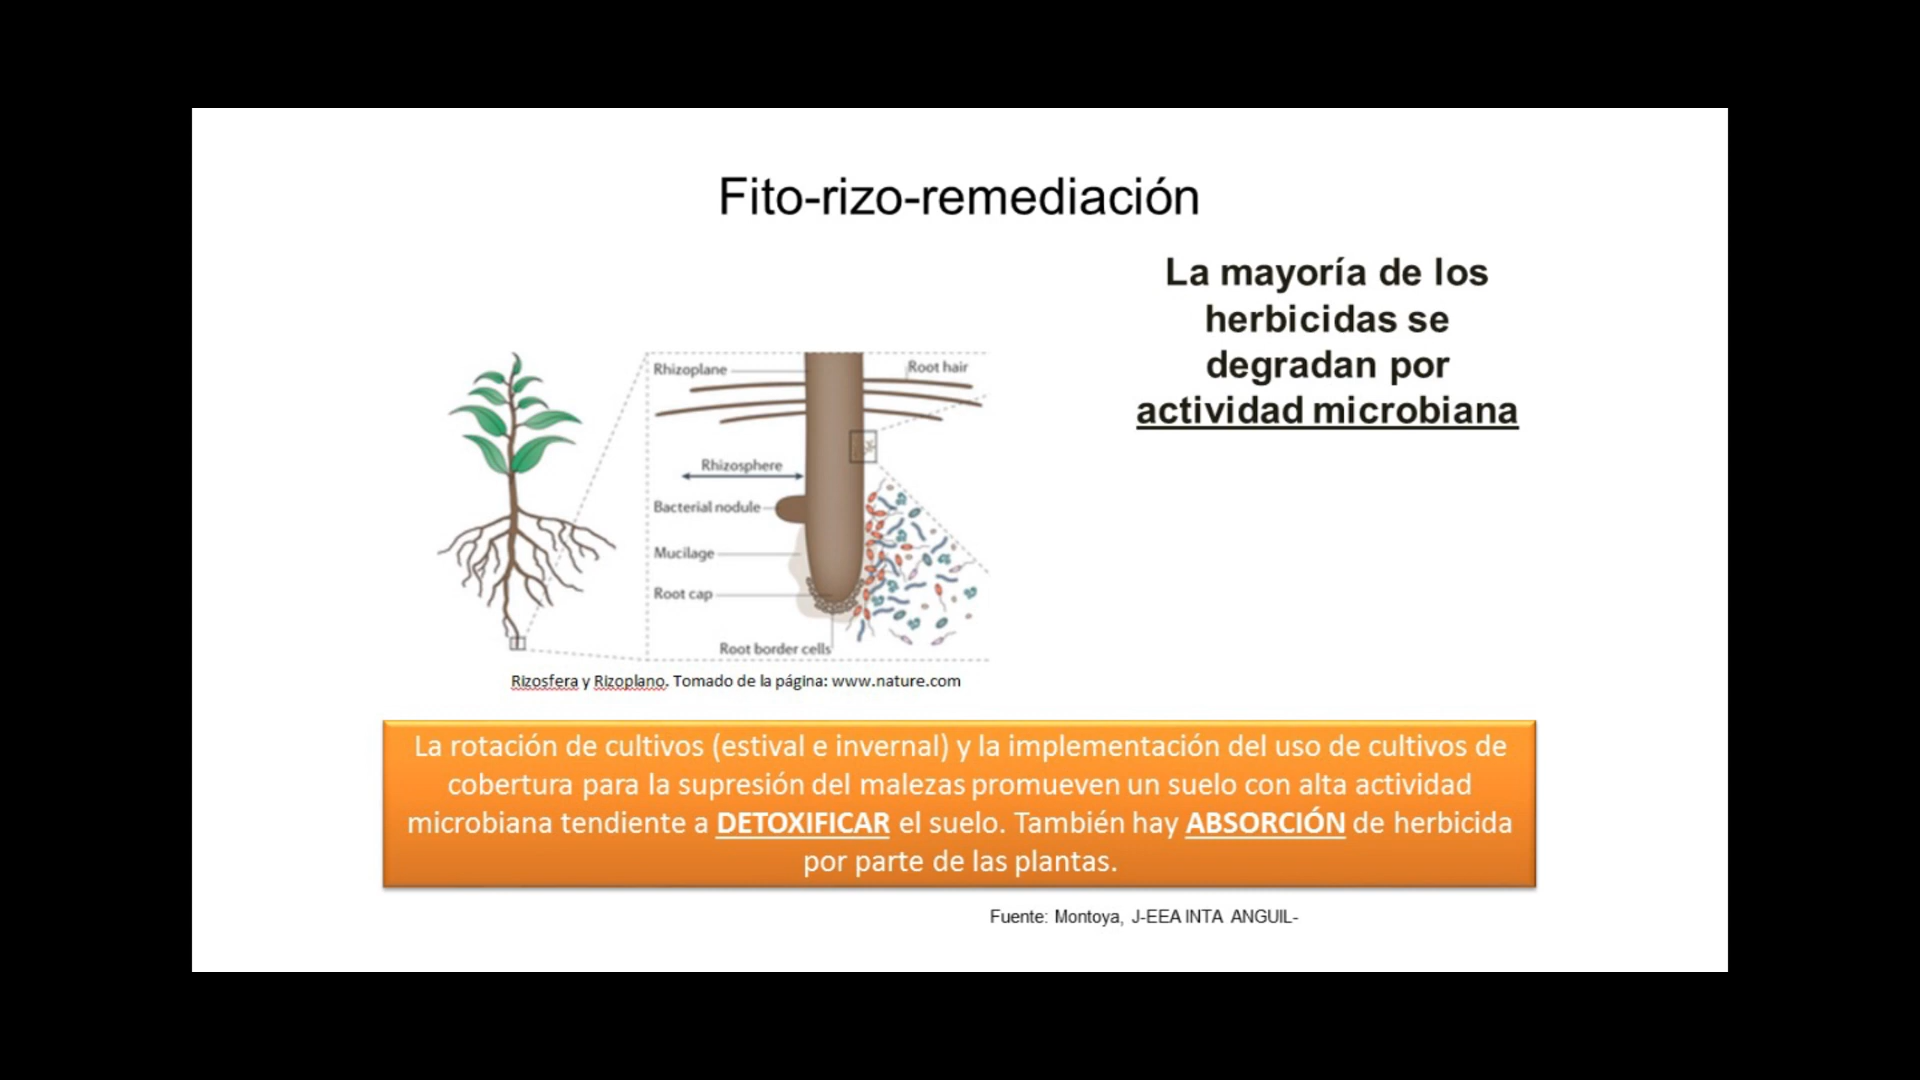 Fito-rizo-remediación
La mayoría de los
herbicidas se
degradan por
actividad microbiana
Rhizoplane
Root hair
Rhizosphere
Bacterial nodule
Mucilage
Root cap
Root border cells
Rizosfera y Rizoplano. Tomado de la página: www.nature.com
La rotación de cultivos (estival e invernal) y la implementación del uso de cultivos de
cobertura para la supresión del malezas promueven un suelo con alta actividad
microbiana tendiente a DETOXIFICAR el suelo. También hay ABSORCIÓN de herbicida
por parte de las plantas.
Fuente: Montoya, J-EEA INTA ANGUIL-